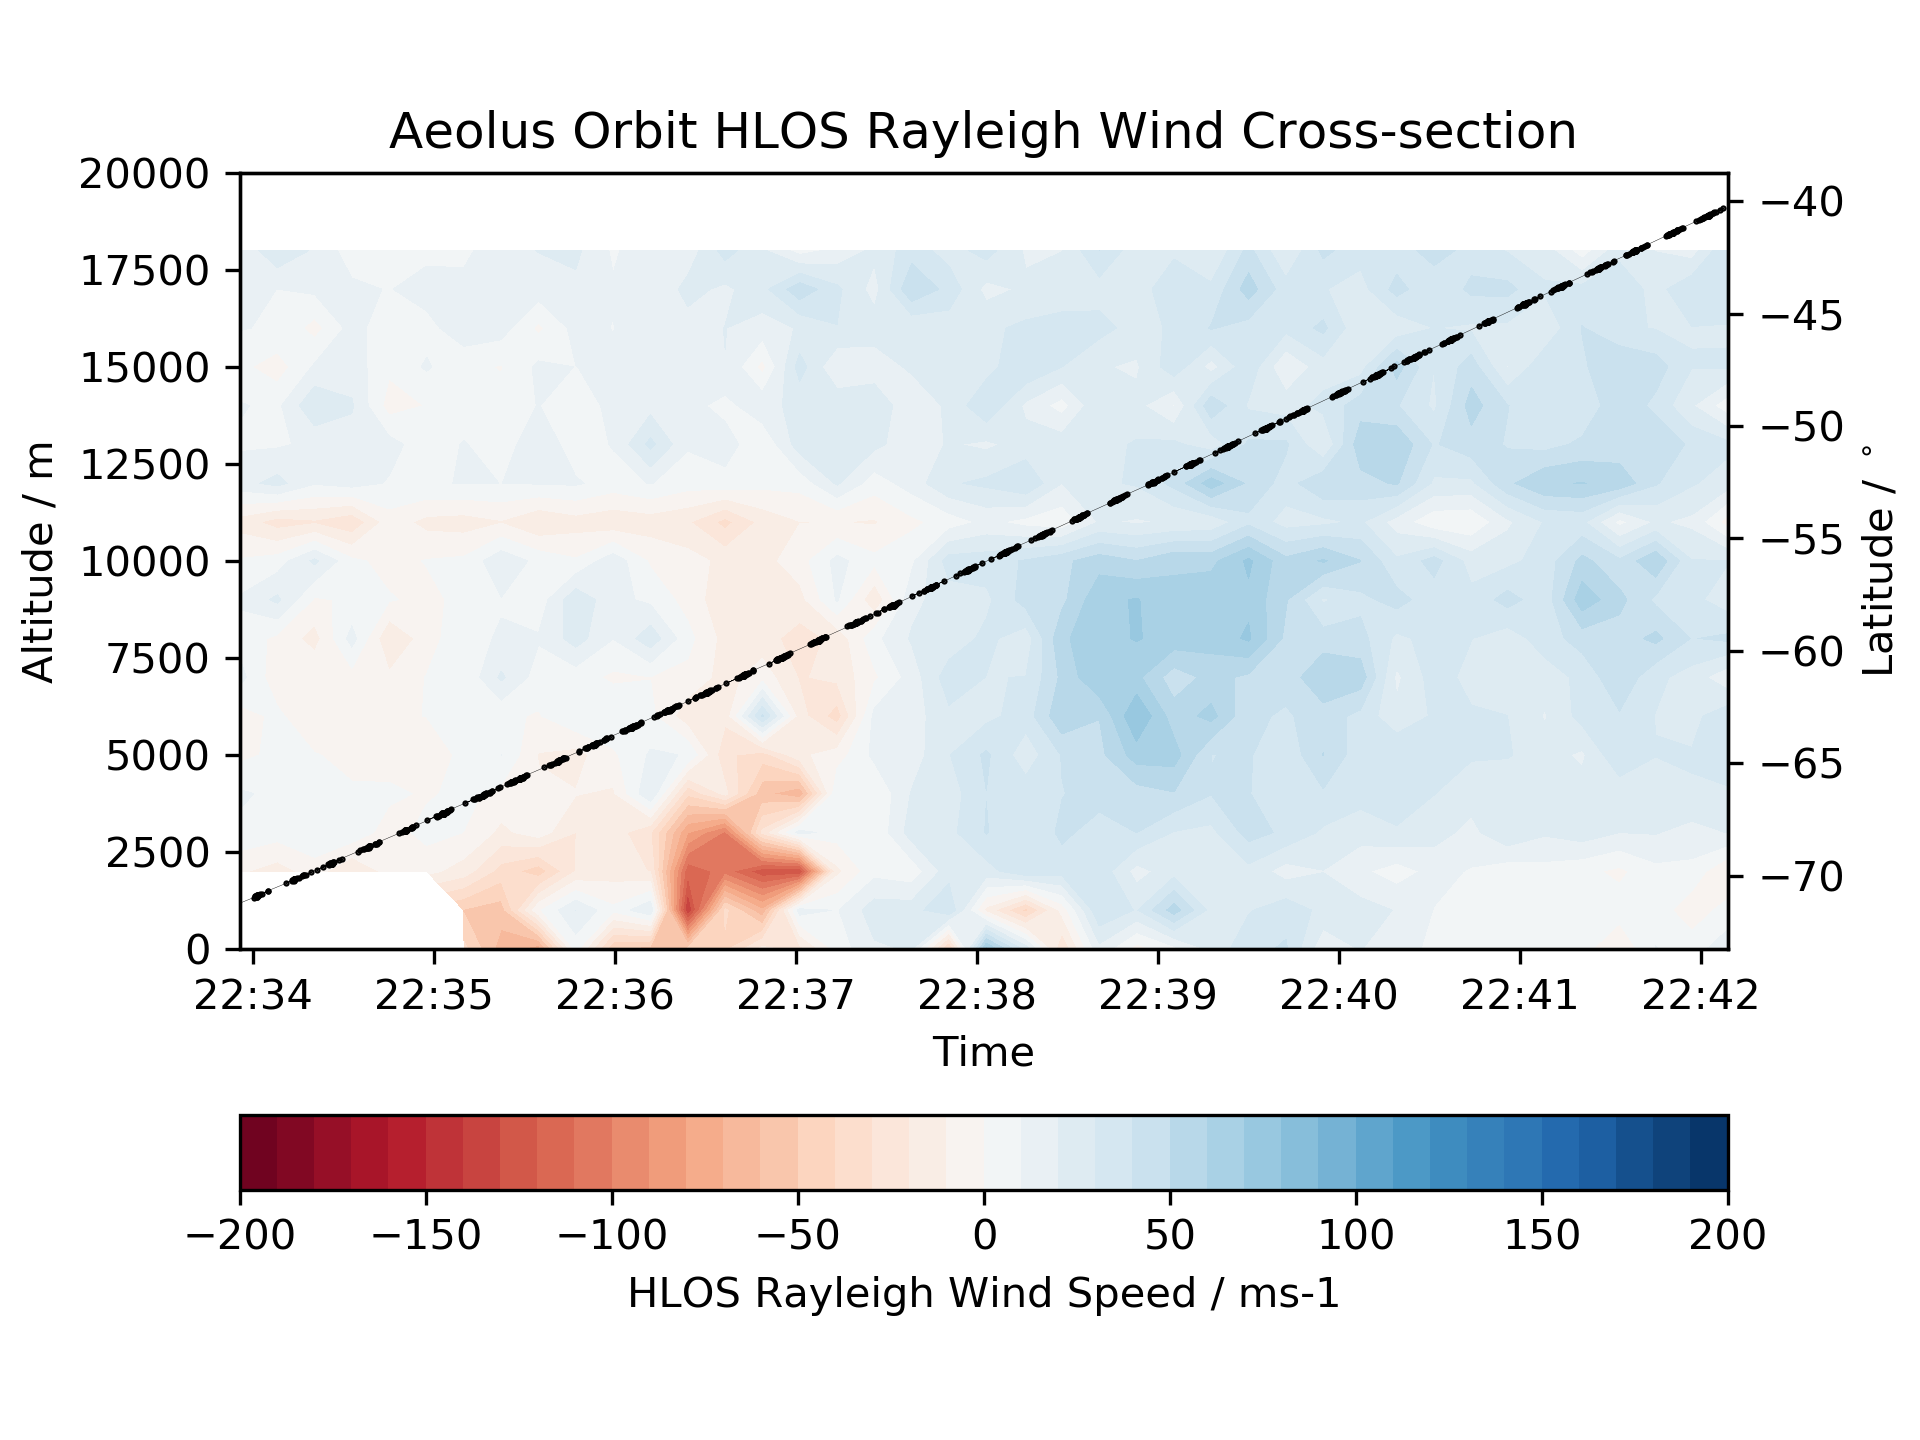 Aeolus Orbit HLOS Rayleigh Wind Cross-section
20000
17500
15000
12500
10000
7500
5000
2500
0
Altitude / m
−40
−45
−50
−55
−60
−65
−70
Latitude / °
22:34 22:35 22:36 22:37 22:38 22:39 22:40 22:41 22:42
Time
−200 −150 −100 −50 0 50 100 150 200
HLOS Rayleigh Wind Speed / ms-1